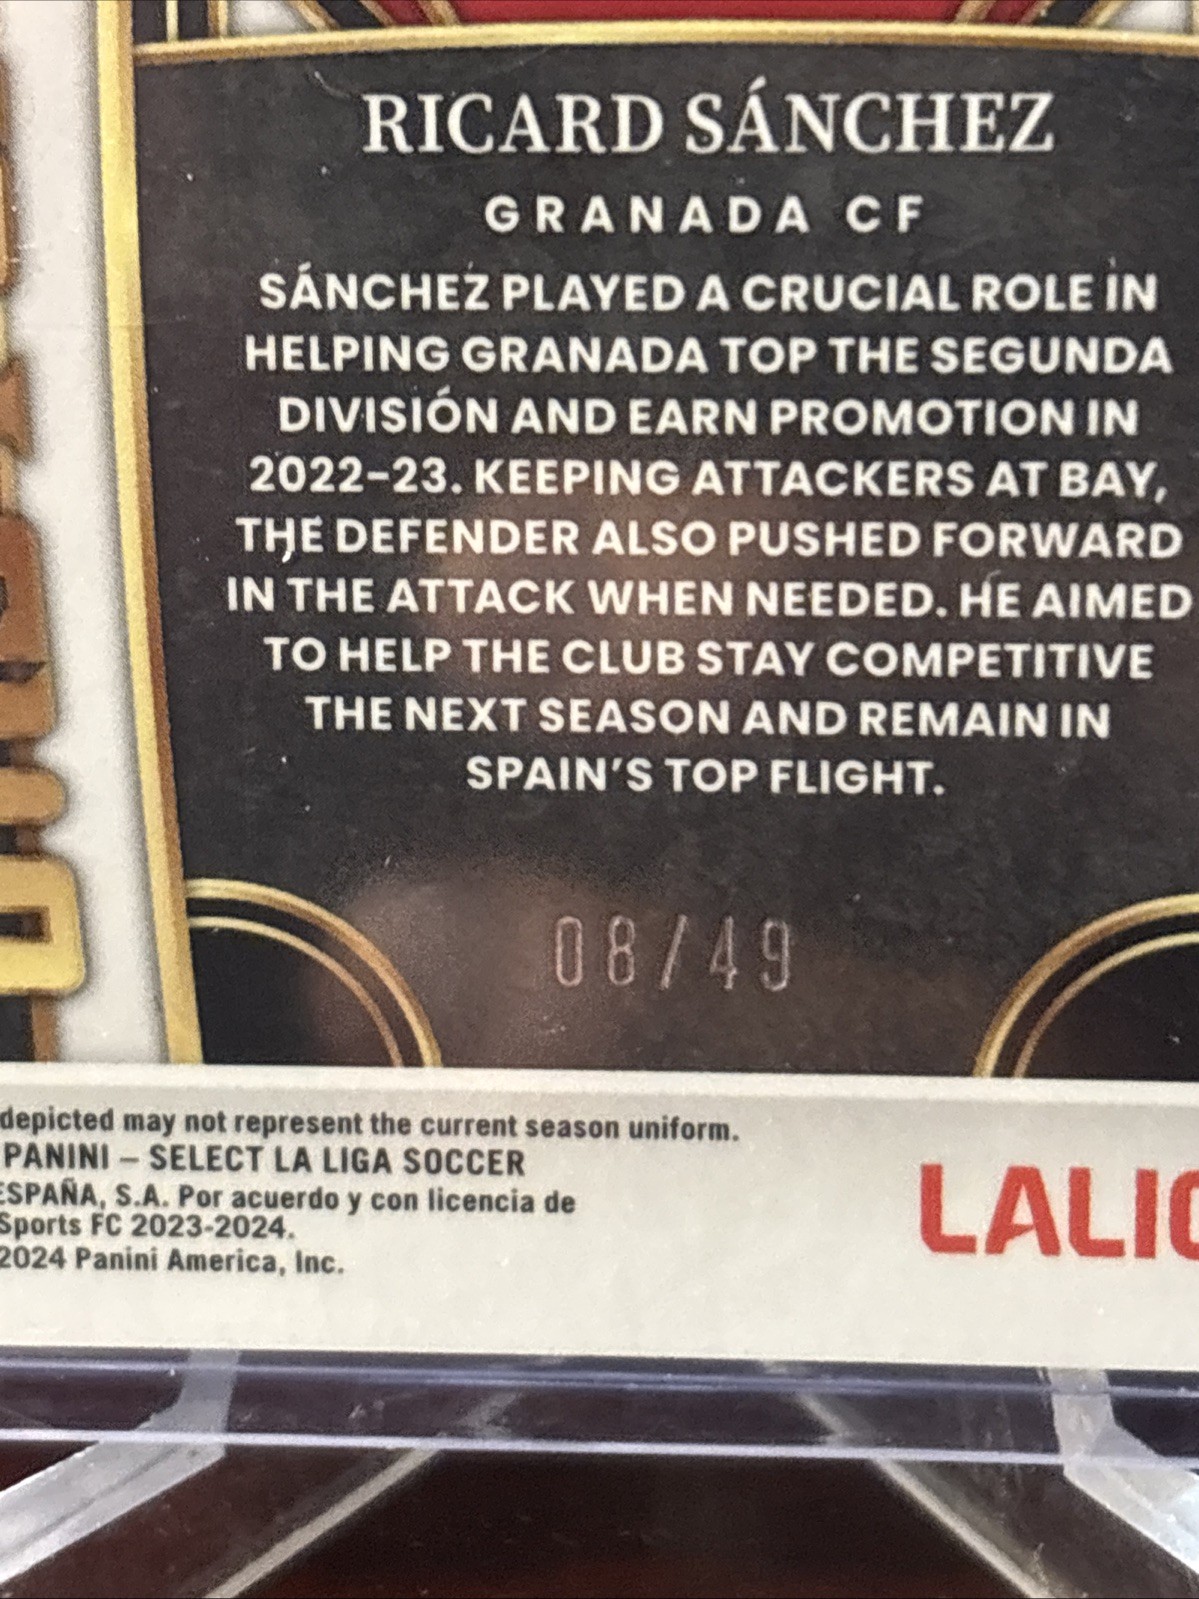 RICARD SÁNCHEZ
GRANADA CF
SÁNCHEZ PLAYED A CRUCIAL ROLE IN
HELPING GRANADA TOP THE SEGUNDA
DIVISIÓN AND EARN PROMOTION IN
2022-23. KEEPING ATTACKERS AT BAY,
THE DEFENDER ALSO PUSHED FORWARD
IN THE ATTACK WHEN NEEDED. HE AIMED
TO HELP THE CLUB STAY COMPETITIVE
THE NEXT SEASON AND REMAIN IN
SPAIN'S TOP FLIGHT.
08/49
depicted may not represent the current season uniform.
PANINI – SELECT LA LIGA SOCCER
ESPAÑA, S.A. Por acuerdo y con licencia de
Sports FC 2023-2024.
2024 Panini America, Inc.
LALIG